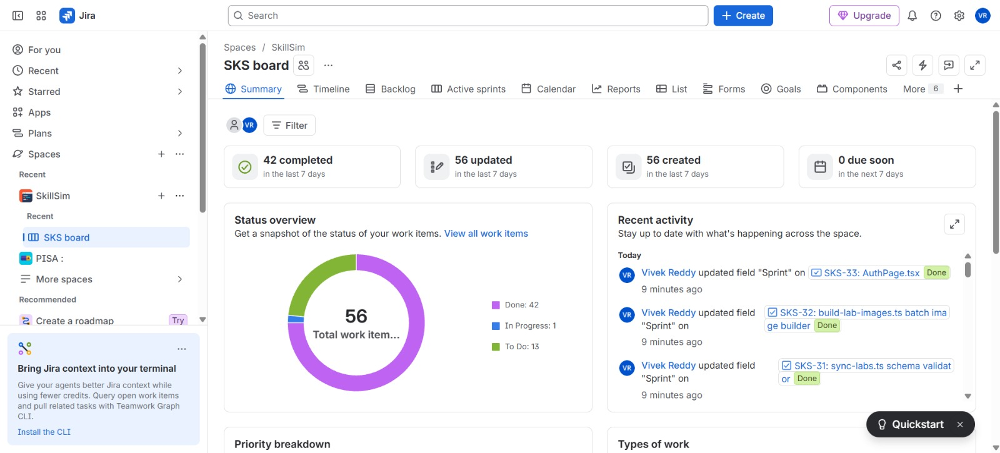 Jira
Search
Create
Upgrade
VR
For you
Recent
Starred
Apps
Plans
Spaces
Recent
SkillSim
Recent
SKS board
PISA :
More spaces
Recommended
Create a roadmap
Try
Bring Jira context into your terminal
Give your agents better Jira context while
using fewer credits. Query open work items
and pull related tasks with Teamwork Graph
CLI.
Install the CLI
Spaces / SkillSim
SKS board
Summary
Timeline
Backlog
Active sprints
Calendar
Reports
List
Forms
Goals
Components
More 6
VR
Filter
42 completed
in the last 7 days
56 updated
in the last 7 days
56 created
in the last 7 days
0 due soon
in the next 7 days
Status overview
Get a snapshot of the status of your work items. View all work items
56
Total work item...
Done: 42
In Progress: 1
To Do: 13
Recent activity
Stay up to date with what's happening across the space.
Today
VR
Vivek Reddy updated field "Sprint" on SKS-33: AuthPage.tsx Done
9 minutes ago
VR
Vivek Reddy updated field
"Sprint" on
SKS-32: build-lab-images.ts batch ima
ge builder Done
9 minutes ago
VR
Vivek Reddy updated field
"Sprint" on
SKS-31: sync-labs.ts schema validat
or Done
9 minutes ago
Priority breakdown
Types of work
Quickstart